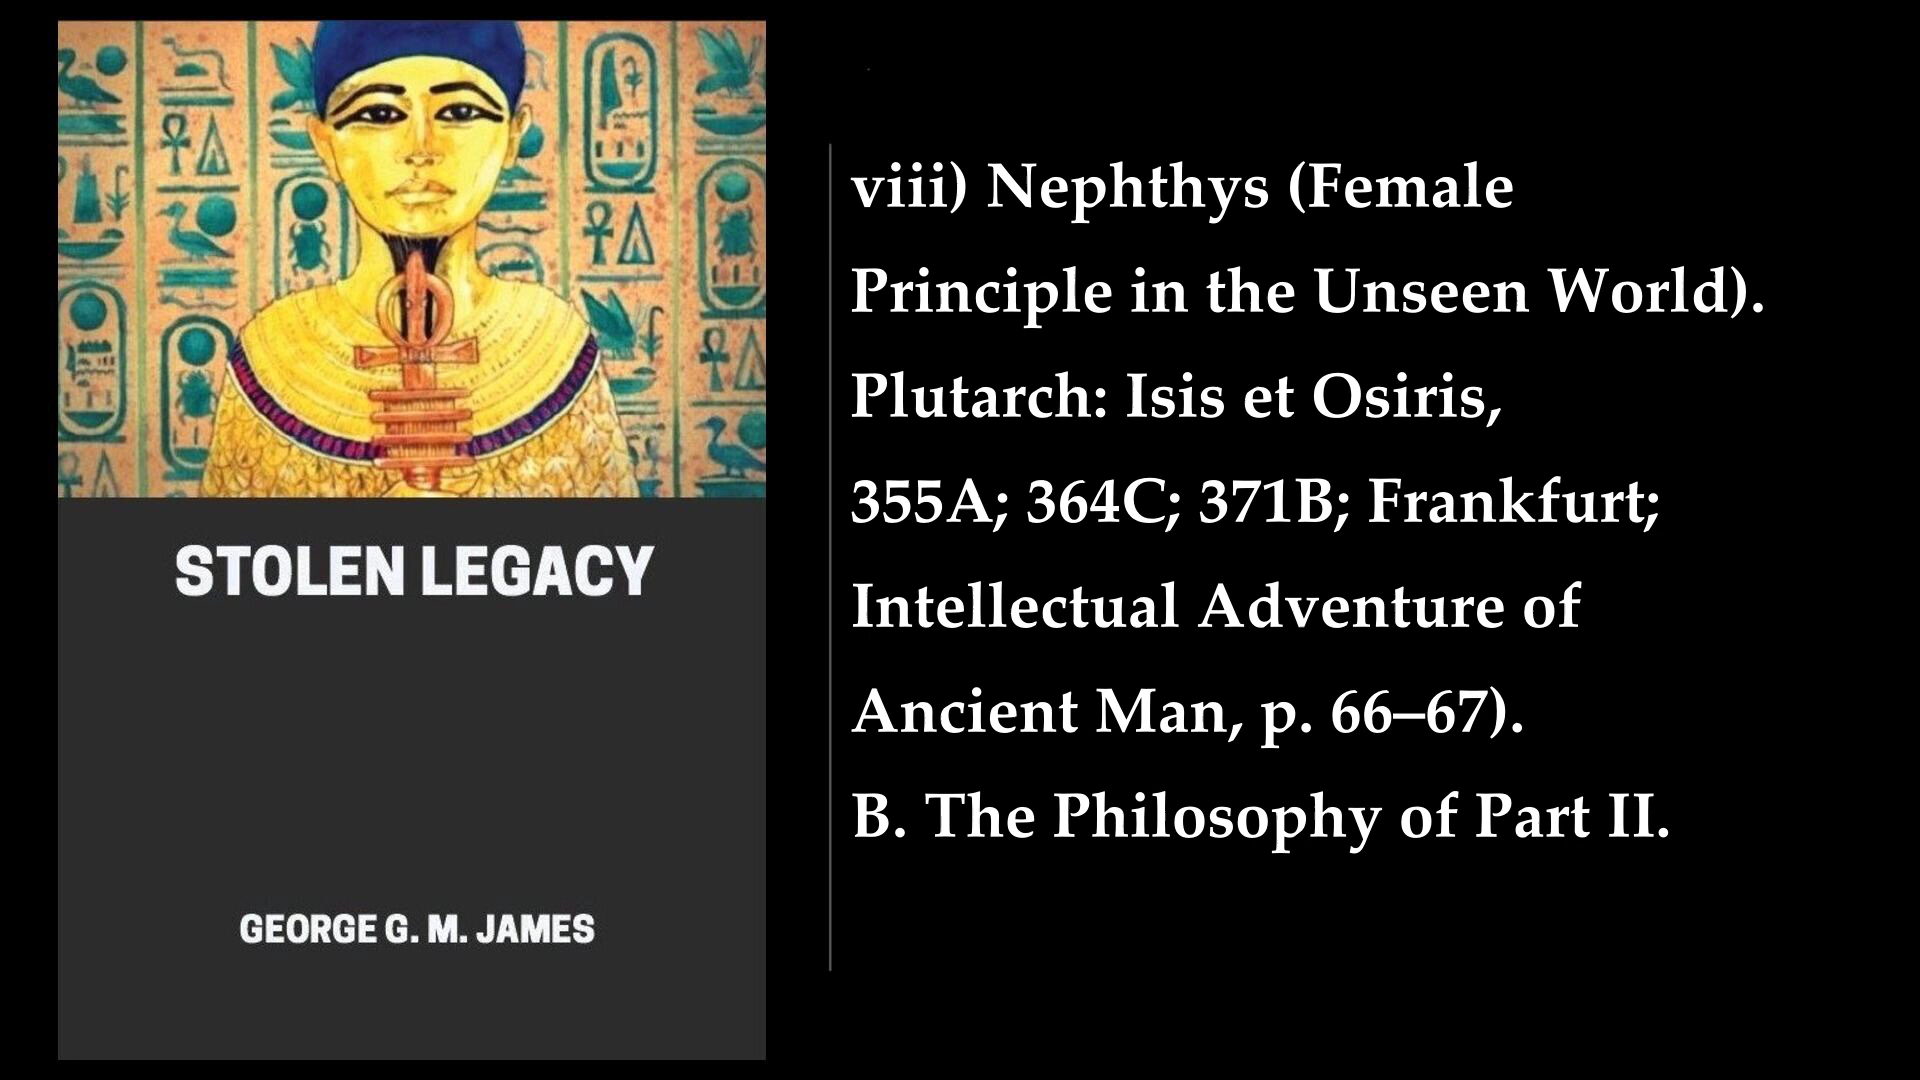 STOLEN LEGACY
GEORGE G. M. JAMES
viii) Nephthys (Female
Principle in the Unseen World).
Plutarch: Isis et Osiris,
355A; 364C; 371B; Frankfurt;
Intellectual Adventure of
Ancient Man, p. 66–67).
B. The Philosophy of Part II.